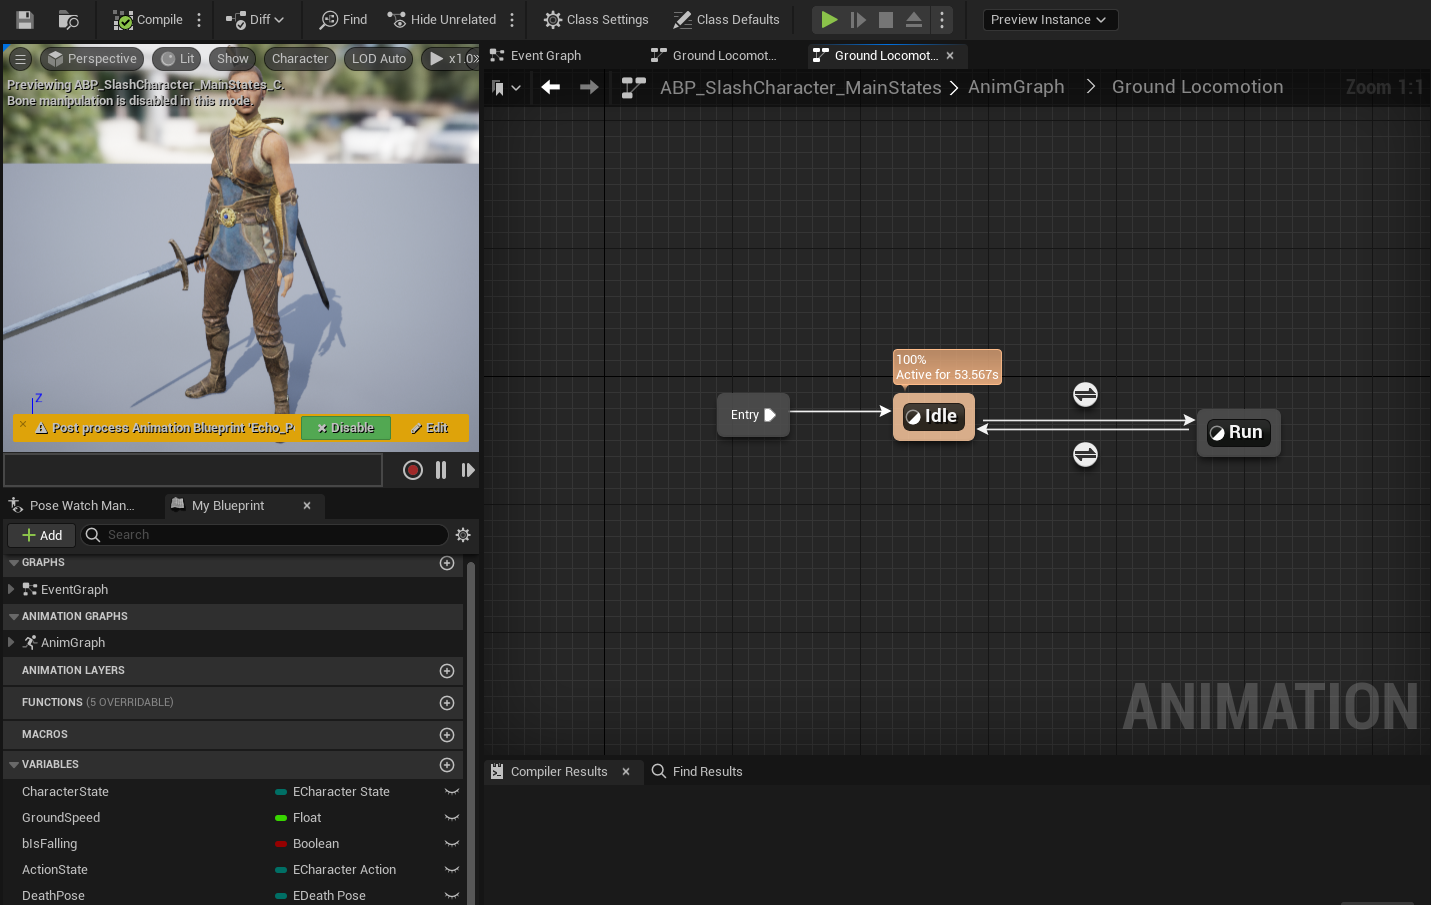 Compile
Diff
Find
Hide Unrelated
Class Settings
Class Defaults
Preview Instance
Perspective
Lit
Show
Character
LOD Auto
x1.0
Previewing ABP_SlashCharacter_MainStates_C.
Bone manipulation is disabled in this mode.
Z
Post process Animation Blueprint 'Echo_P
Disable
Edit
Event Graph
Ground Locomot...
Ground Locomot...
ABP_SlashCharacter_MainStates > AnimGraph > Ground Locomotion
Zoom 1:1
100%
Active for 53.567s
Entry
Idle
Run
ANIMATION
Pose Watch Man...
My Blueprint
Add
Search
GRAPHS
EventGraph
ANIMATION GRAPHS
AnimGraph
ANIMATION LAYERS
FUNCTIONS (5 OVERRIDABLE)
MACROS
VARIABLES
CharacterState ECharacter State
GroundSpeed Float
bIsFalling Boolean
ActionState ECharacter Action
DeathPose EDeath Pose
Compiler Results
Find Results